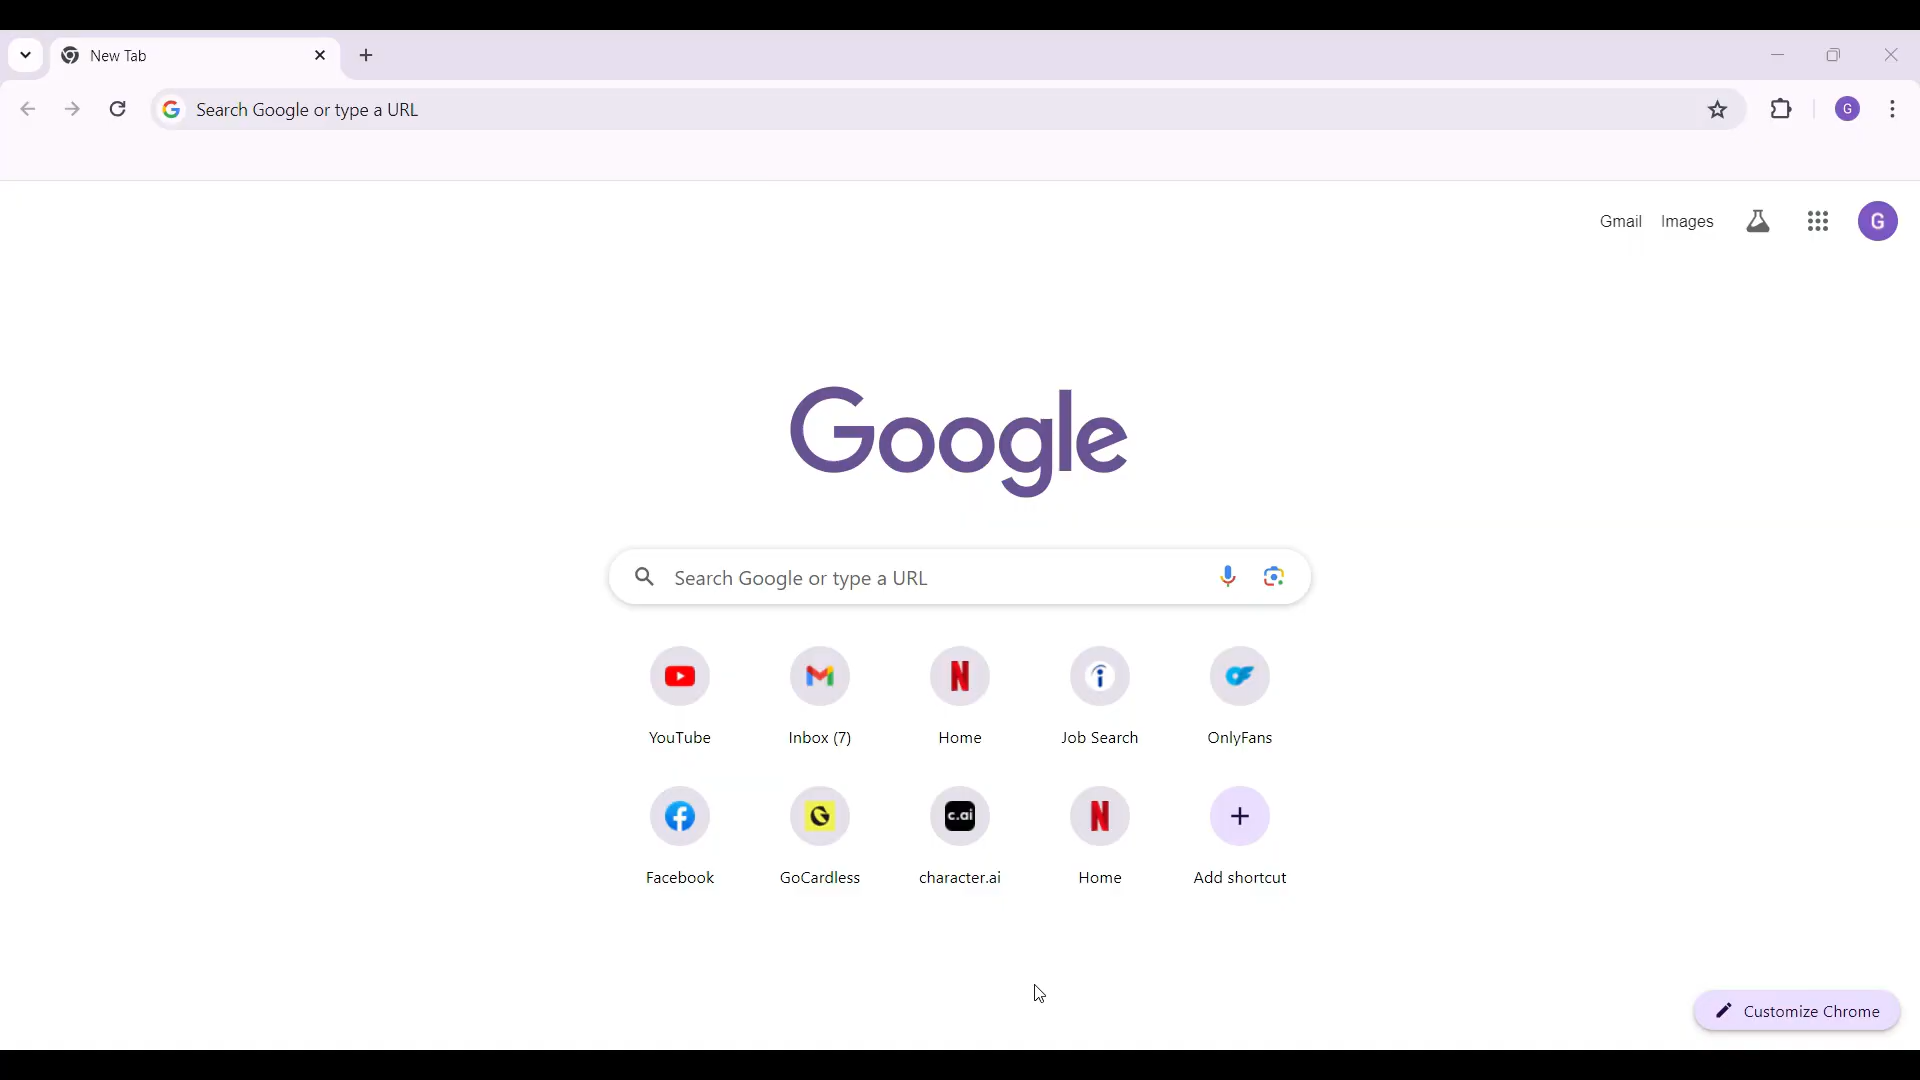 New Tab
Search Google or type a URL
G
Gmail Images
G
Google
Search Google or type a URL
YouTube Inbox (7) Home Job Search OnlyFans
c.ai
Facebook GoCardless character.ai Home Add shortcut
Customize Chrome